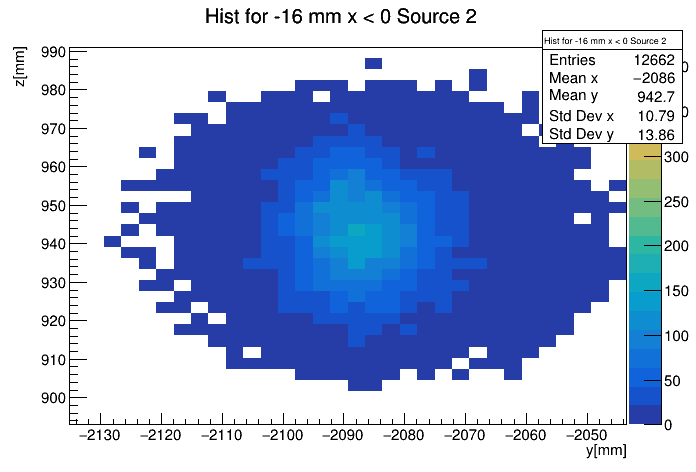 Hist for -16 mm x < 0 Source 2
Hist for -16 mm x < 0 Source 2
Entries 12662
Mean x −2086
Mean y 942.7
Std Dev x 10.79
Std Dev y 13.86
z[mm]
990
980
970
960
950
940
930
920
910
900
300
250
200
150
100
50
0
−2130 −2120 −2110 −2100 −2090 −2080 −2070 −2060 −2050
y[mm]